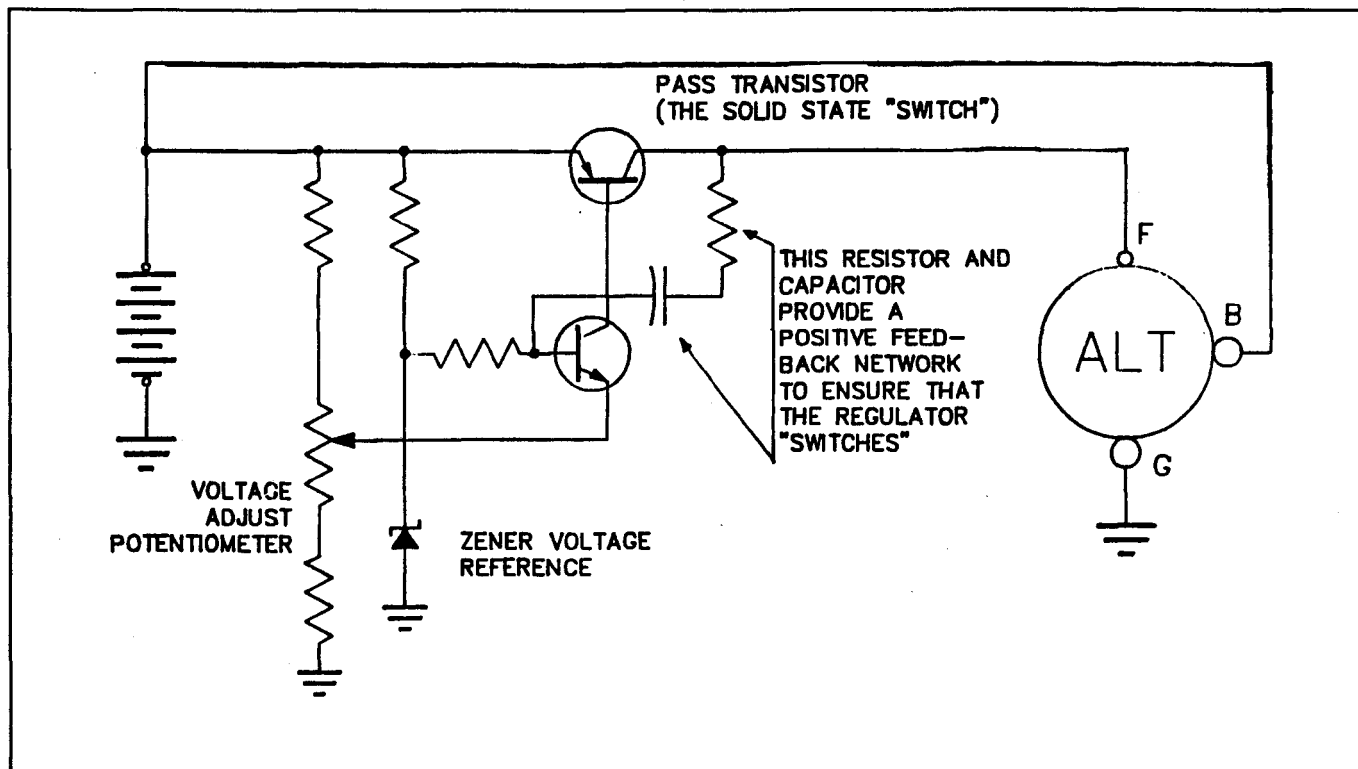 PASS TRANSISTOR
(THE SOLID STATE "SWITCH")
F
THIS RESISTOR AND
CAPACITOR
PROVIDE A
POSITIVE FEED-
BACK NETWORK
TO ENSURE THAT
THE REGULATOR
"SWITCHES"
B
ALT
G
VOLTAGE
ADJUST
POTENTIOMETER
ZENER VOLTAGE
REFERENCE